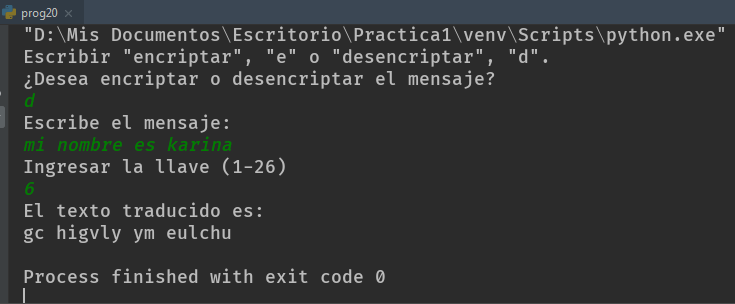 prog20
"D:\Mis Documentos\Escritorio\Practica1\venv\Scripts\python.exe"
Escribir "encriptar", "e" o "desencriptar", "d".
¿Desea encriptar o desencriptar el mensaje?
d
Escribe el mensaje:
mi nombre es karina
Ingresar la llave (1-26)
6
El texto traducido es:
gc higvly ym eulchu
Process finished with exit code 0